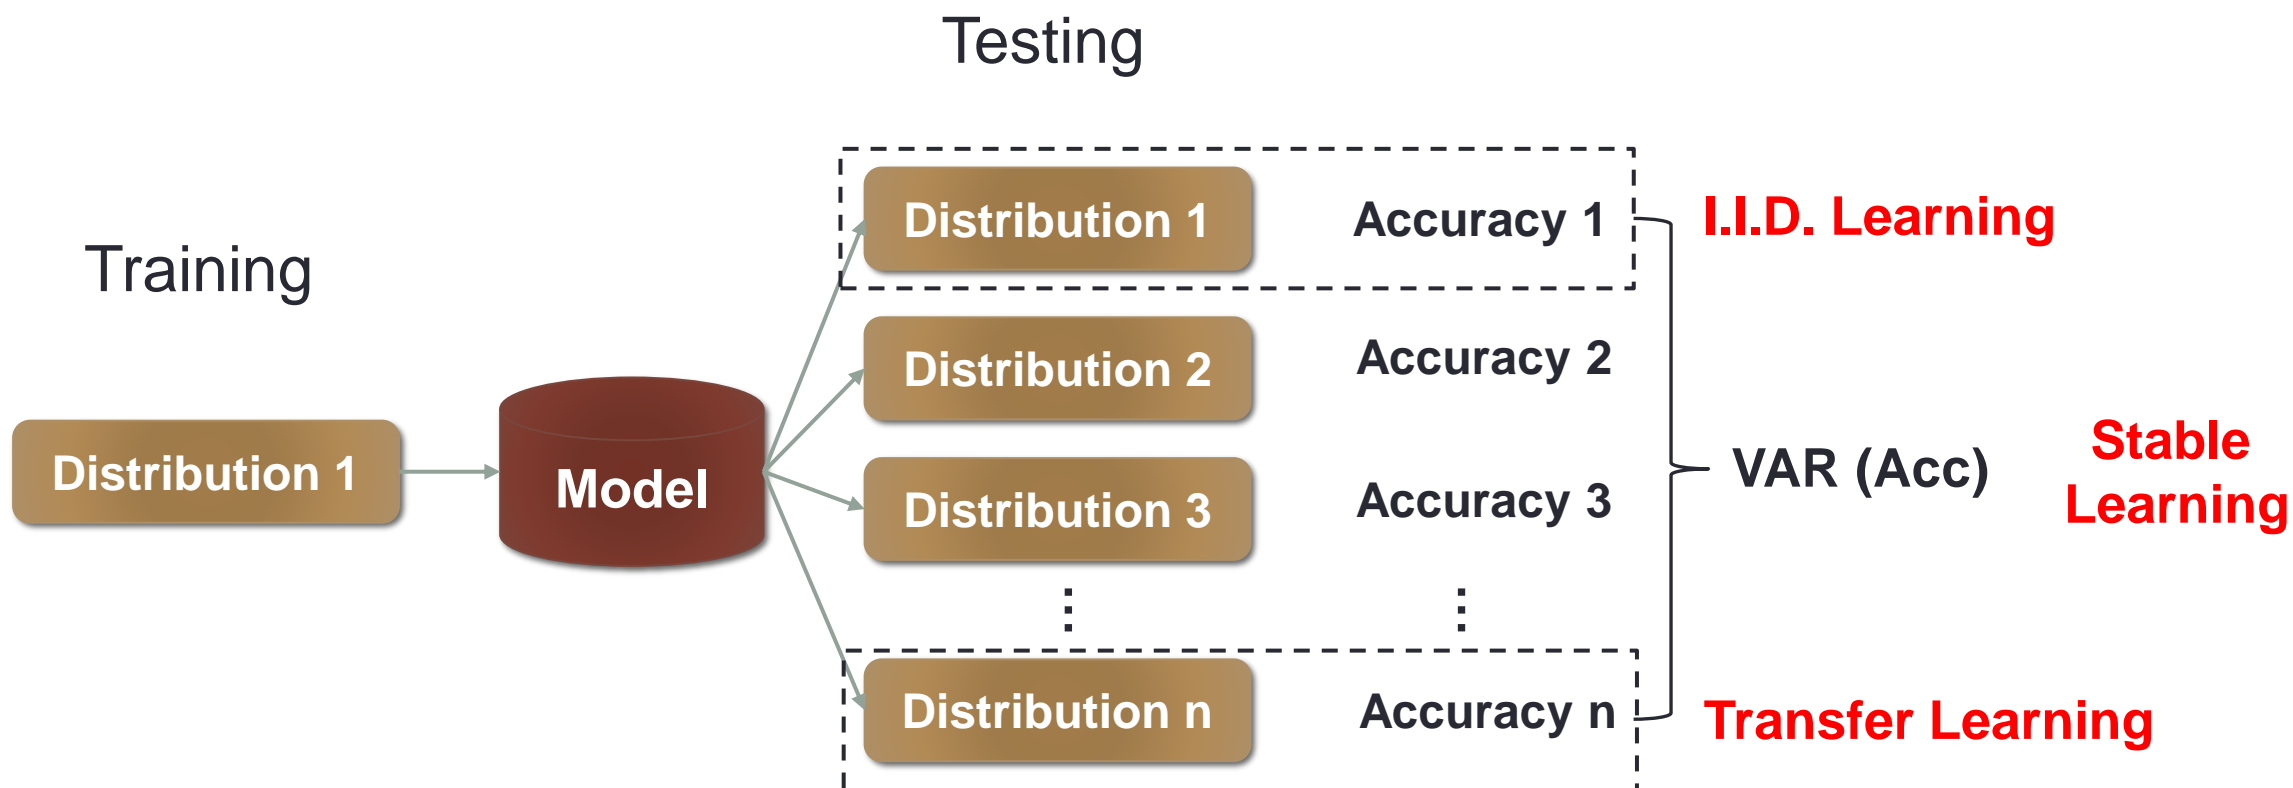 Testing
Training
Distribution 1
Model
Distribution 1
Accuracy 1
I.I.D. Learning
Distribution 2
Accuracy 2
Distribution 3
Accuracy 3
VAR (Acc)
Stable
Learning
⋮
⋮
Distribution n
Accuracy n
Transfer Learning